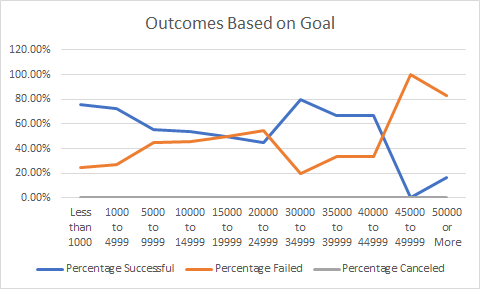 Outcomes Based on Goal
120.00%
100.00%
80.00%
60.00%
40.00%
20.00%
0.00%
Less than 1000
1000 to 4999
5000 to 9999
10000 to 14999
15000 to 19999
20000 to 24999
30000 to 34999
35000 to 39999
40000 to 44999
45000 to 49999
50000 or More
Percentage Successful
Percentage Failed
Percentage Canceled